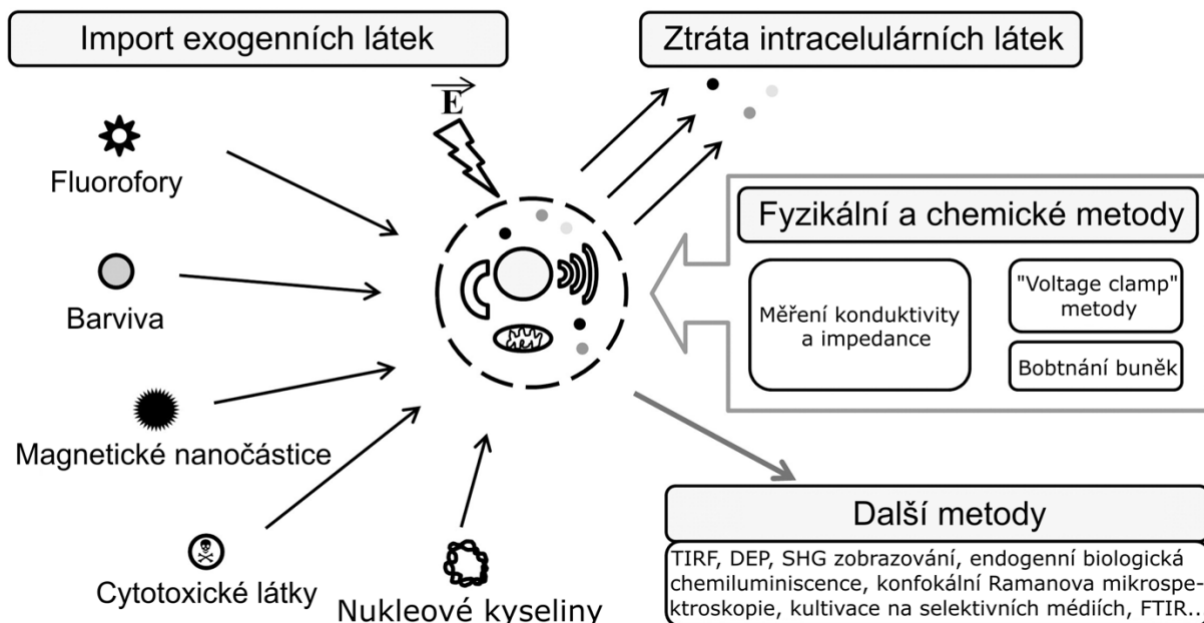 Import exogenních látek
Ztráta intracelulárních látek
E
Fluorofory
Barviva
Magnetické nanočástice
Cytotoxické látky
Nukleové kyseliny
Fyzikální a chemické metody
Měření konduktivity
a impedance
"Voltage clamp"
metody
Bobtnání buněk
Další metody
TIRF, DEP, SHG zobrazování, endogenní biologická
chemiluminiscence, konfokální Ramanova mikrospe-
ktroskopie, kultivace na selektivních médiích, FTIR..